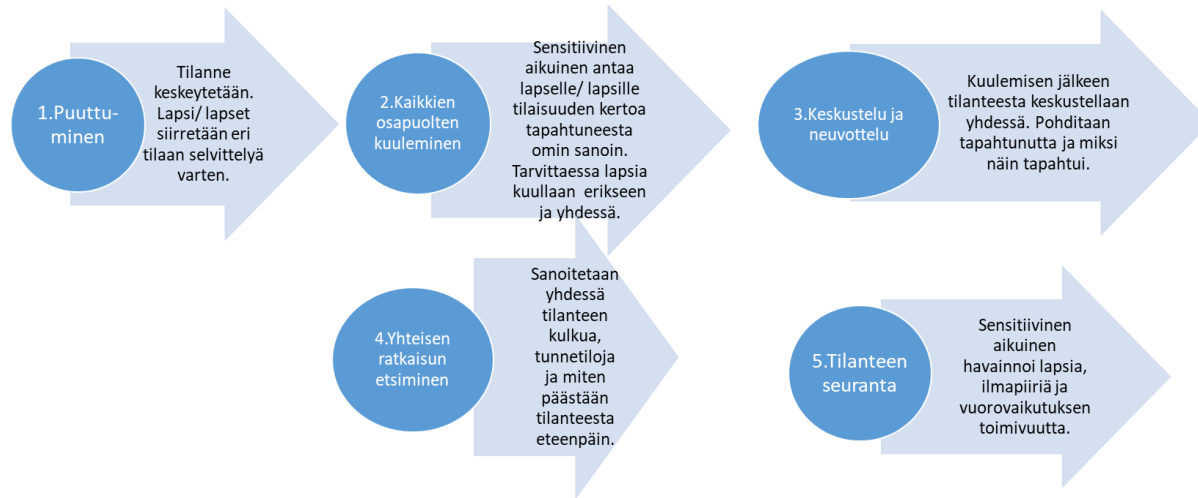 1.Puuttu-
minen
Tilanne
keskeytetään.
Lapsi/ lapset
siirretään eri
tilaan selvittelyä
varten.
2.Kaikkien
osapuolten
kuuleminen
Sensitiivinen
aikuinen antaa
lapselle/ lapsille
tilaisuuden kertoa
tapahtuneesta
omin sanoin.
Tarvittaessa lapsia
kuullaan erikseen
ja yhdessä.
3.Keskustelu ja
neuvottelu
Kuulemisen jälkeen
tilanteesta keskustellaan
yhdessä. Pohditaan
tapahtunutta ja miksi
näin tapahtui.
4.Yhteisen
ratkaisun
etsiminen
Sanoitetaan
yhdessä
tilanteen
kulkua,
tunnetiloja
ja miten
päästään
tilanteesta
eteenpäin.
5.Tilanteen
seuranta
Sensitiivinen
aikuinen
havainnoi lapsia,
ilmapiiriä ja
vuorovaikutuksen
toimivuutta.